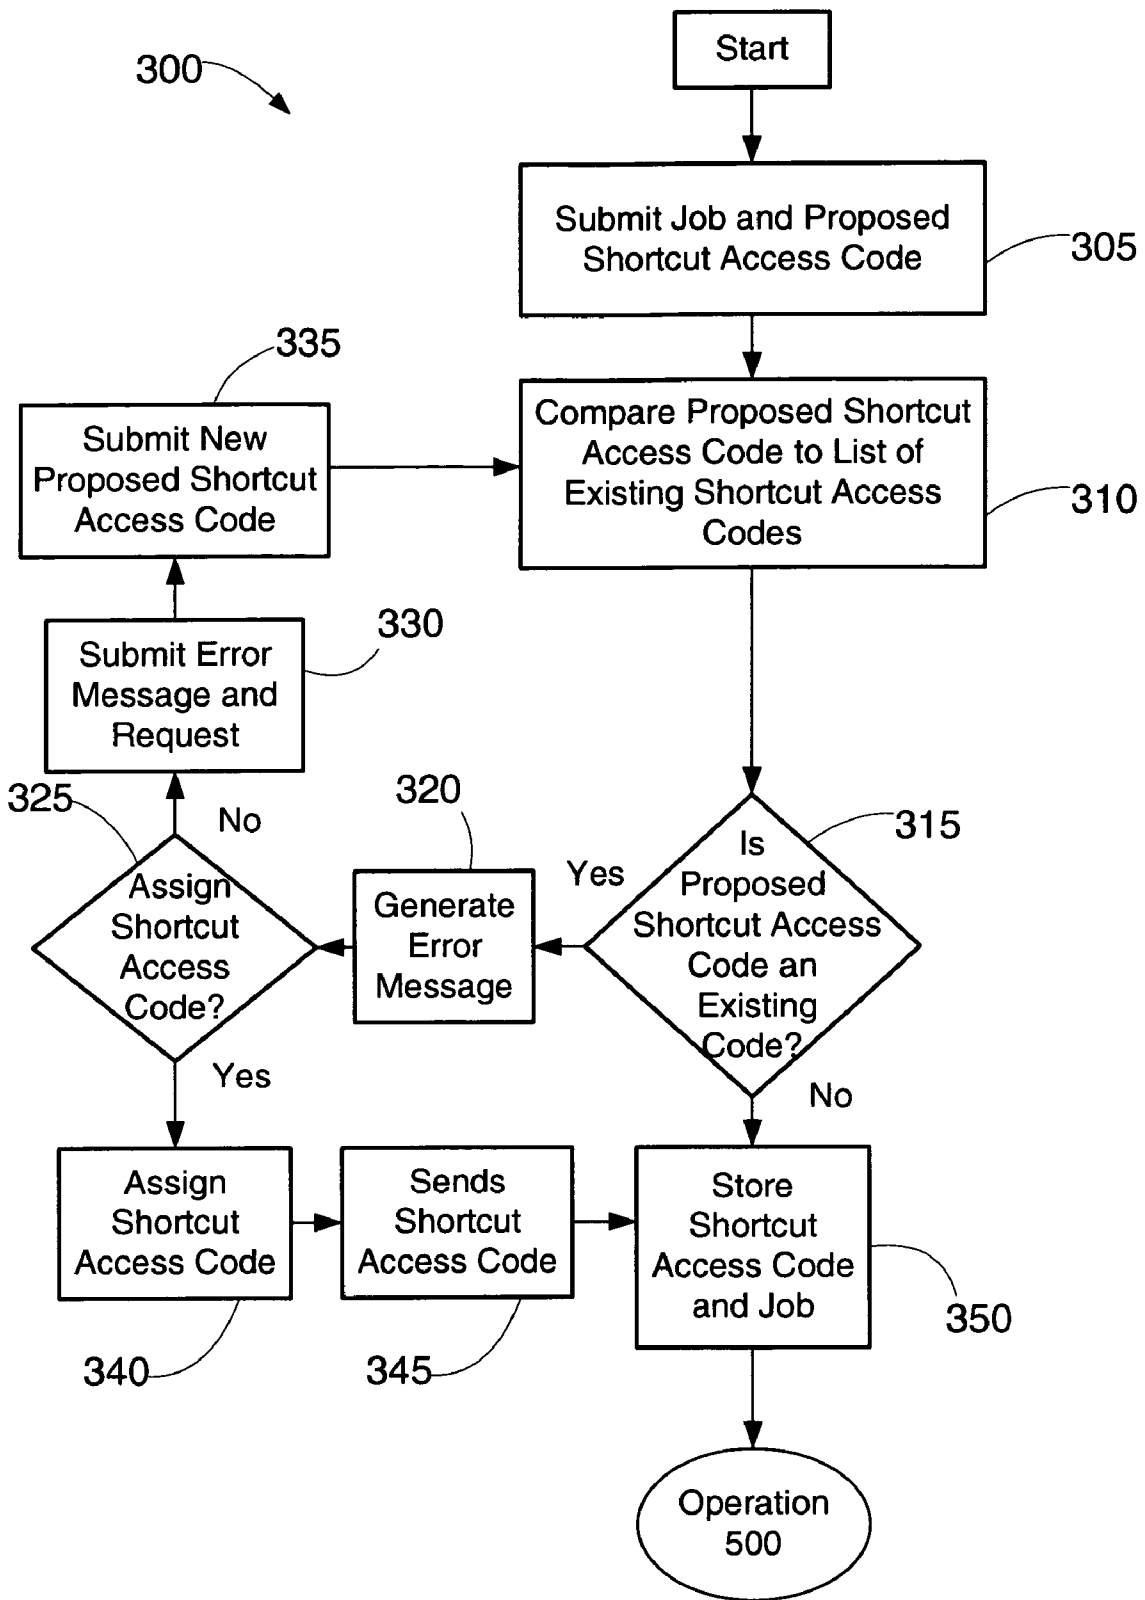 300
Start
Submit Job and Proposed
Shortcut Access Code
305
335
Submit New
Proposed Shortcut
Access Code
Compare Proposed Shortcut
Access Code to List of
Existing Shortcut Access
Codes
310
330
Submit Error
Message and
Request
325
No
320
315
Assign
Shortcut
Access
Code?
Generate
Error
Message
Yes
Is
Proposed
Shortcut Access
Code an
Existing
Code?
Yes
No
Assign
Shortcut
Access Code
Sends
Shortcut
Access Code
Store
Shortcut
Access Code
and Job
340
345
350
Operation
500